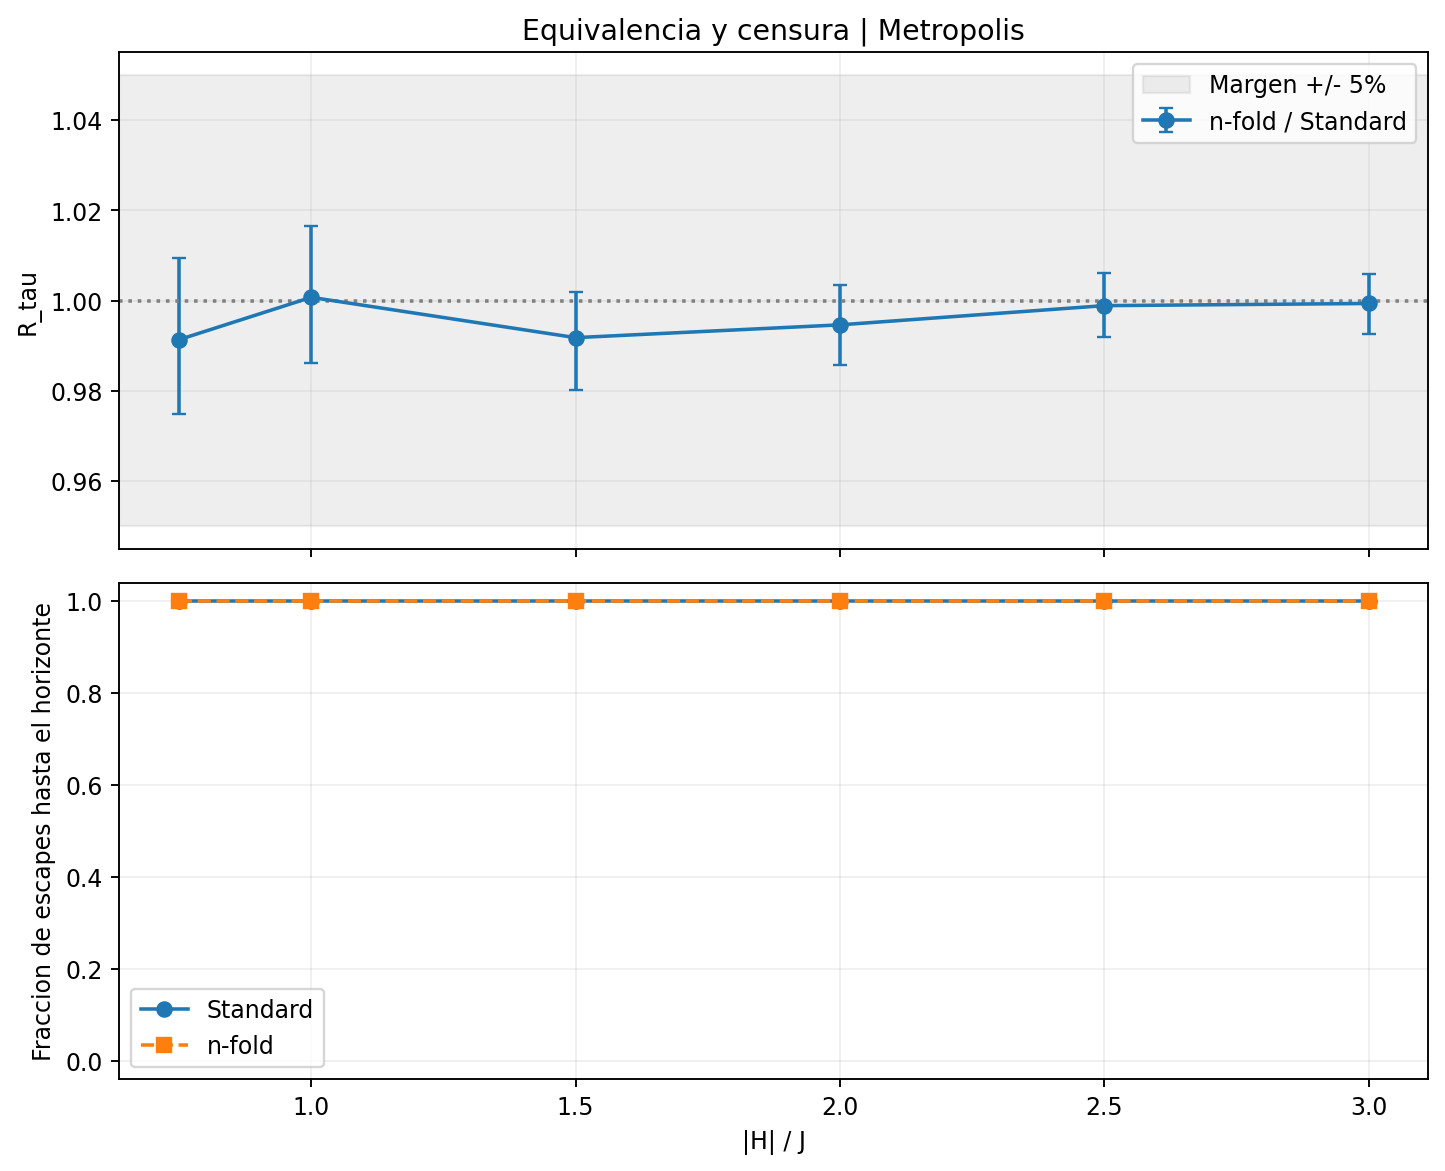 Equivalencia y censura | Metropolis
Margen +/- 5%
n-fold / Standard
R_tau
1.04
1.02
1.00
0.98
0.96
Fraccion de escapes hasta el horizonte
1.0
0.8
0.6
0.4
0.2
0.0
Standard
n-fold
1.0 1.5 2.0 2.5 3.0
|H| / J